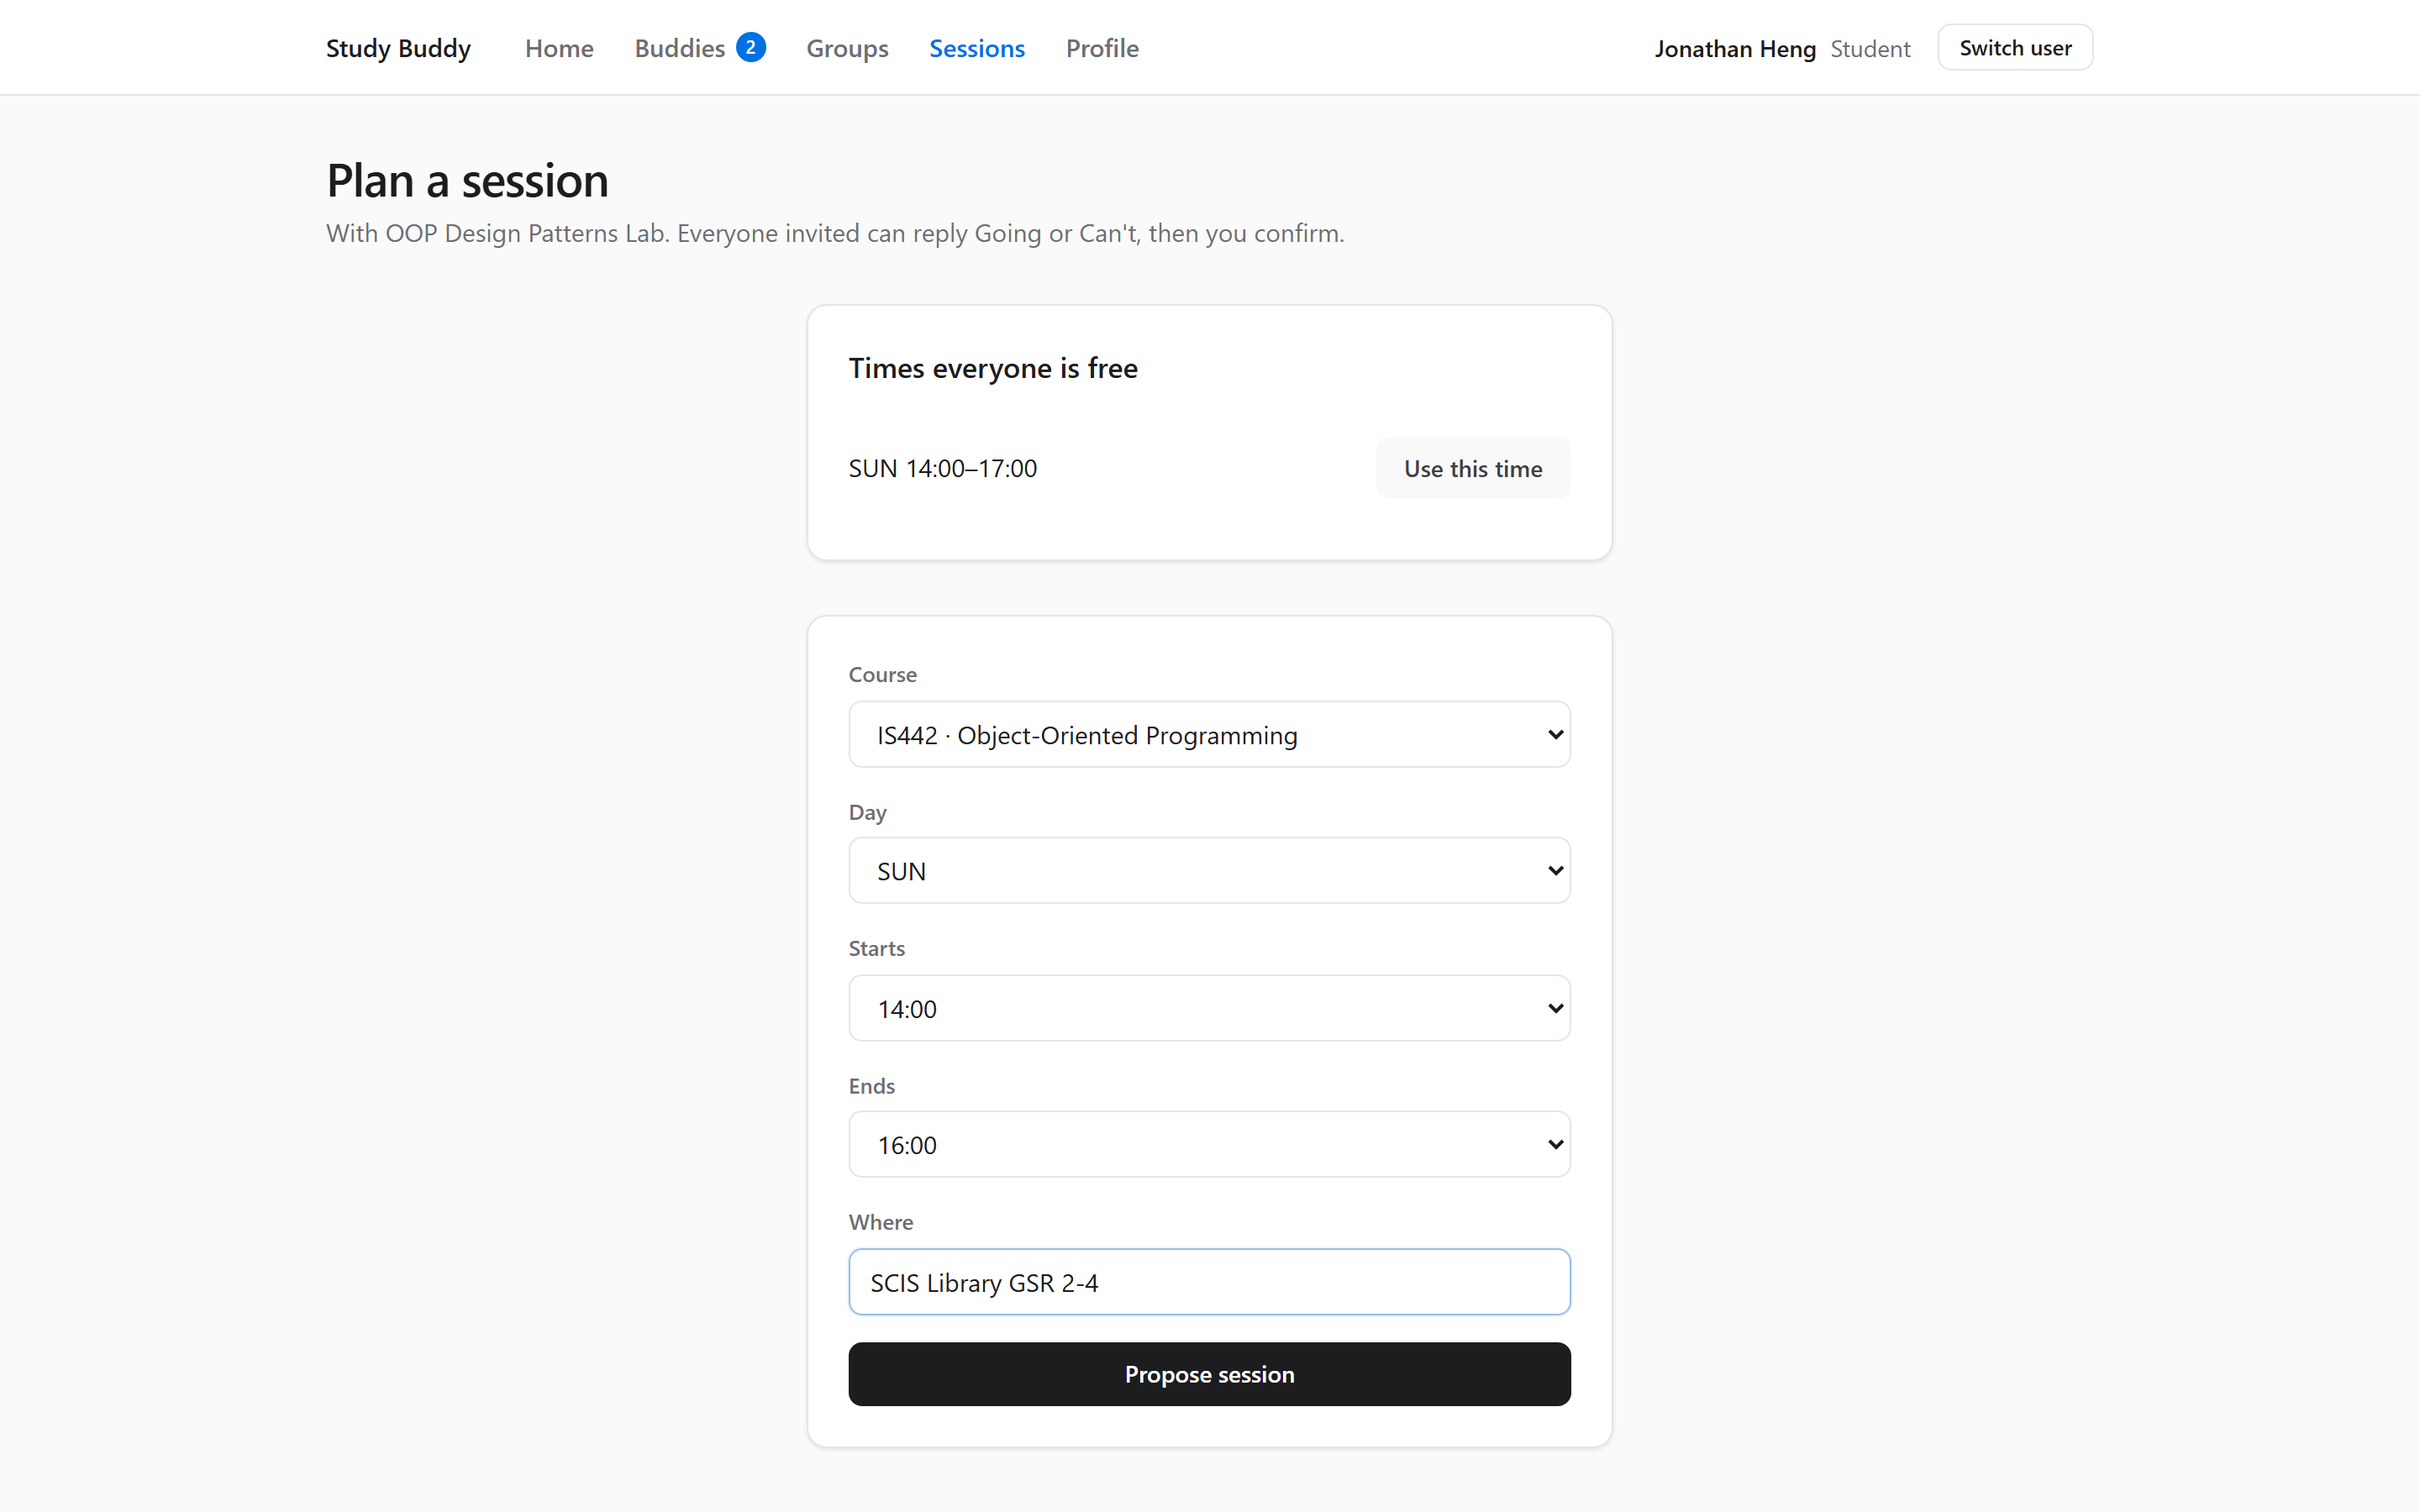 Study Buddy Home Buddies 2 Groups Sessions Profile Jonathan Heng Student Switch user
Plan a session
With OOP Design Patterns Lab. Everyone invited can reply Going or Can't, then you confirm.
Times everyone is free
SUN 14:00–17:00 Use this time
Course
IS442 · Object-Oriented Programming
Day
SUN
Starts
14:00
Ends
16:00
Where
SCIS Library GSR 2-4
Propose session